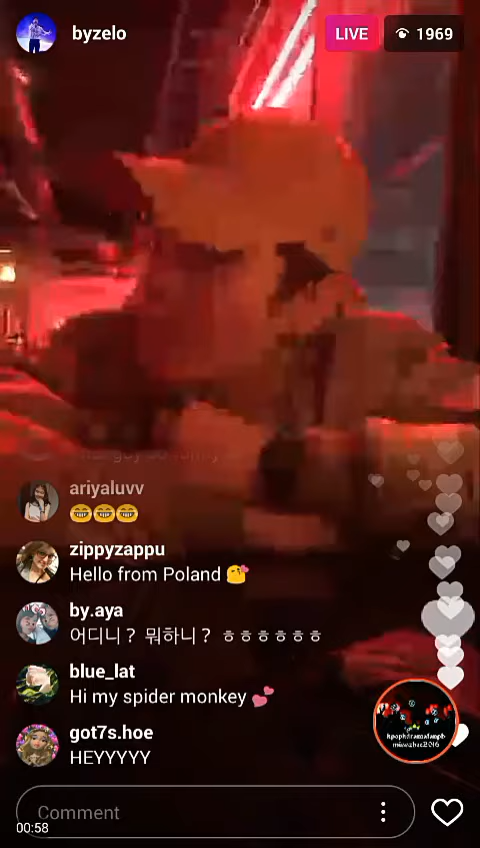 byzelo
LIVE
1969
ariyaluvv
😂😂😂
zippyzappu
Hello from Poland 😘
by.aya
어디니? 뭐하니? ㅎㅎㅎㅎㅎㅎ
blue_lat
Hi my spider monkey 💕
got7s.hoe
HEYYYYY
Comment
00:58